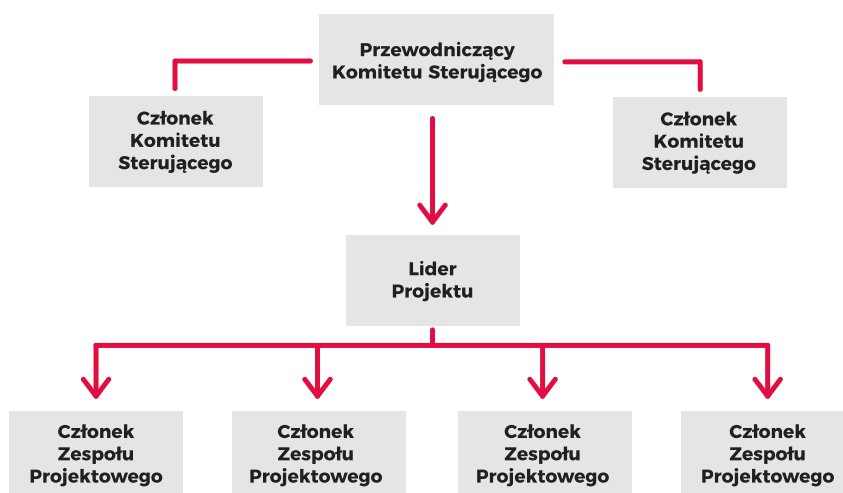 Przewodniczący
Komitetu Sterującego
Członek
Komitetu
Sterującego
Członek
Komitetu
Sterującego
Lider
Projektu
Członek
Zespołu
Projektowego
Członek
Zespołu
Projektowego
Członek
Zespołu
Projektowego
Członek
Zespołu
Projektowego